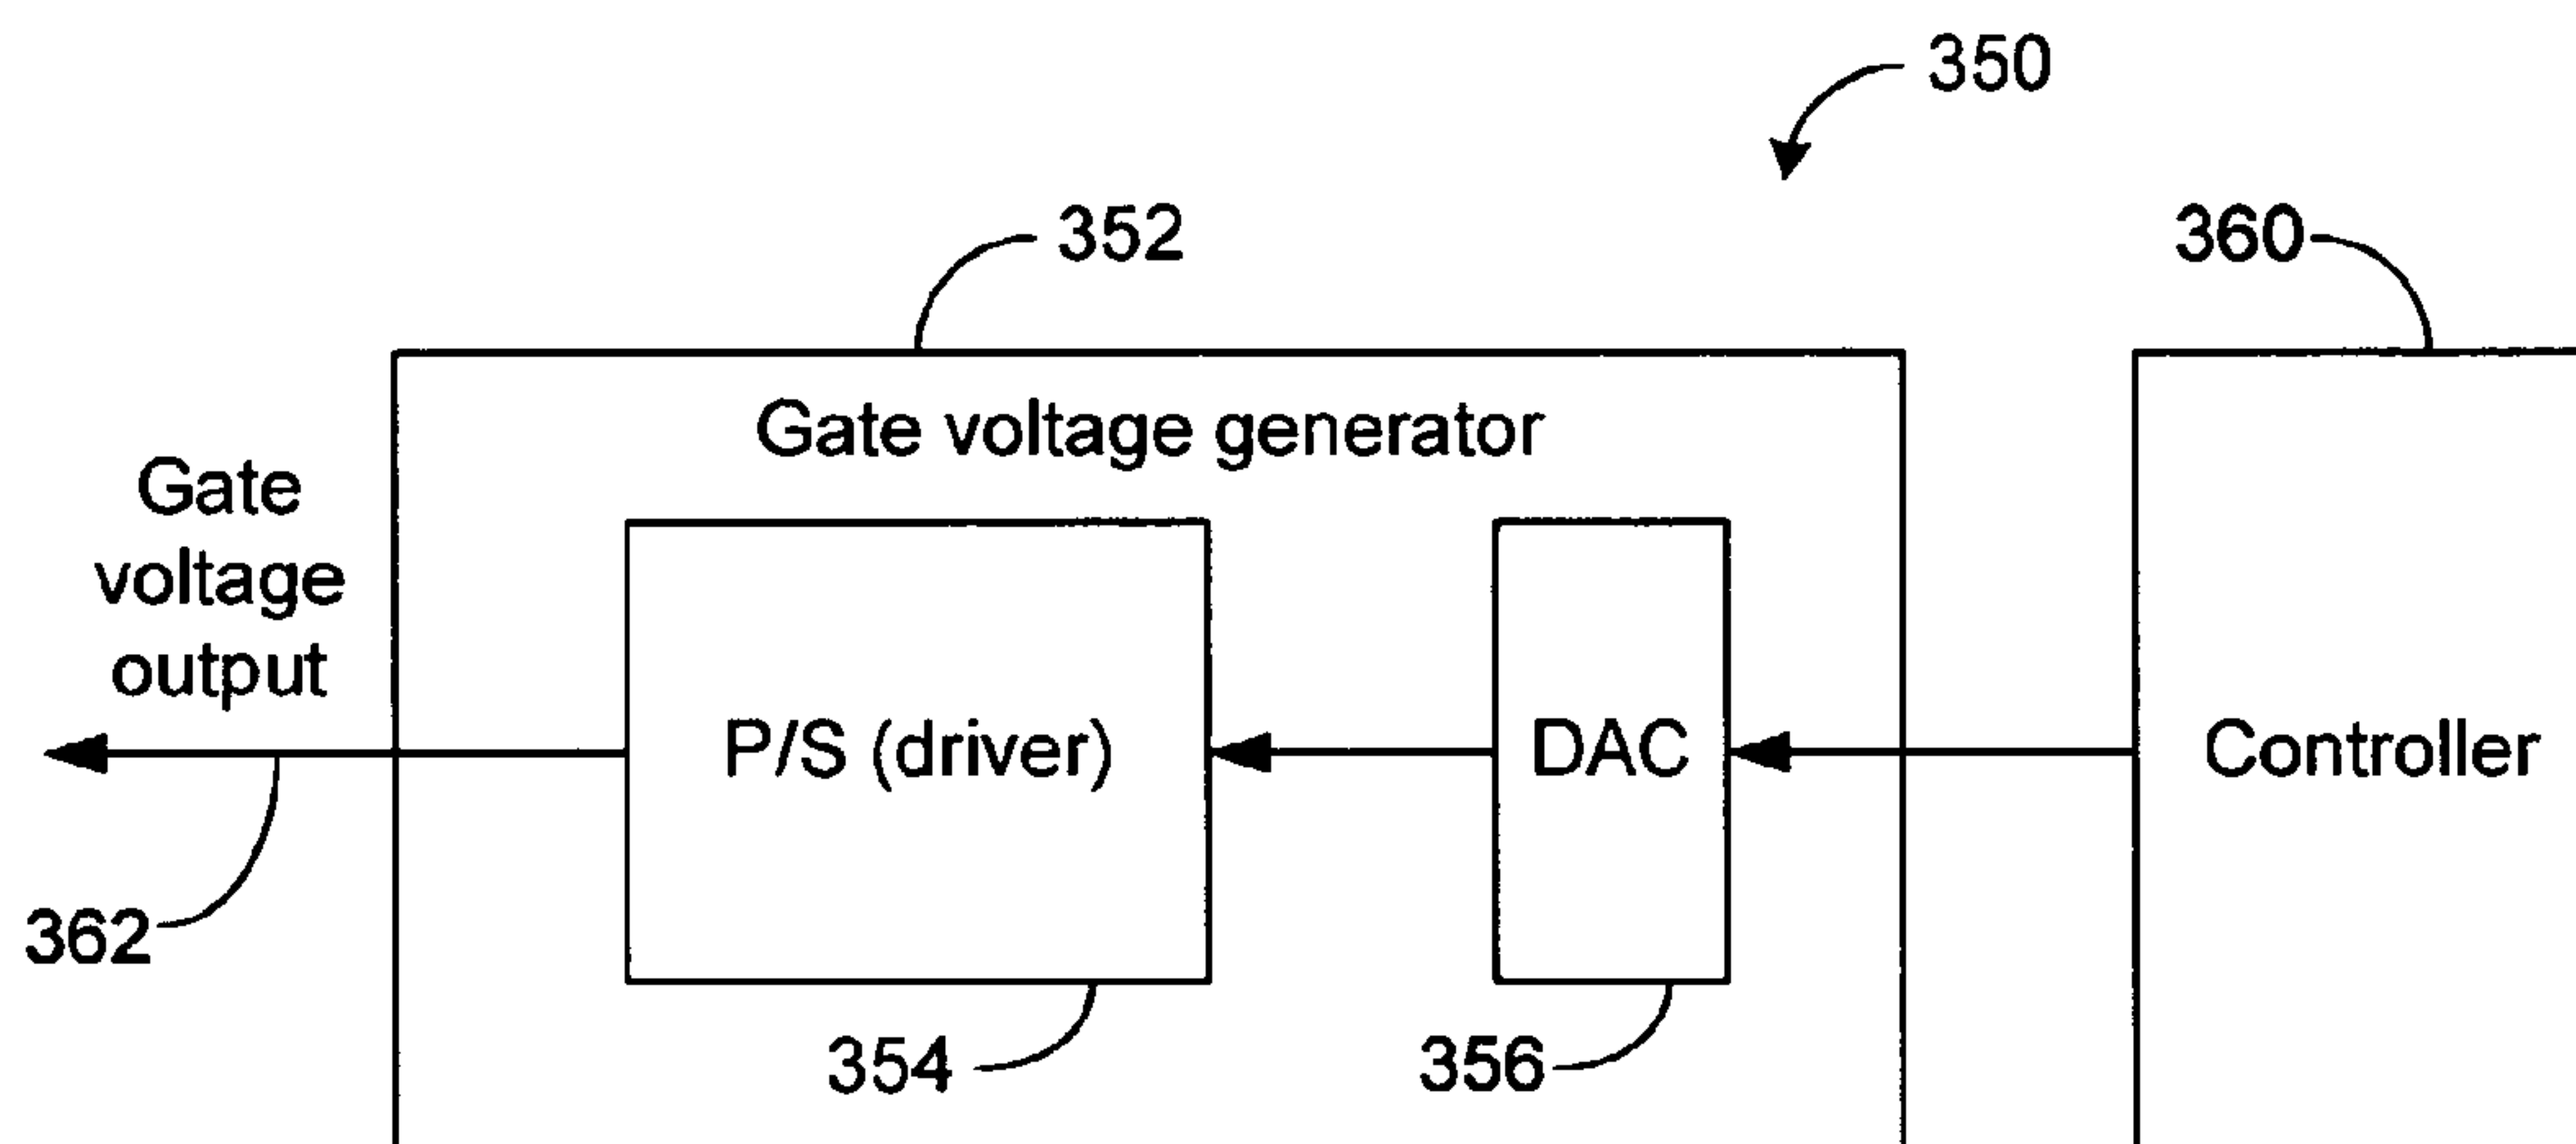 350
352
360
Gate voltage generator
Gate
voltage
output
P/S (driver)
DAC
Controller
362
354
356